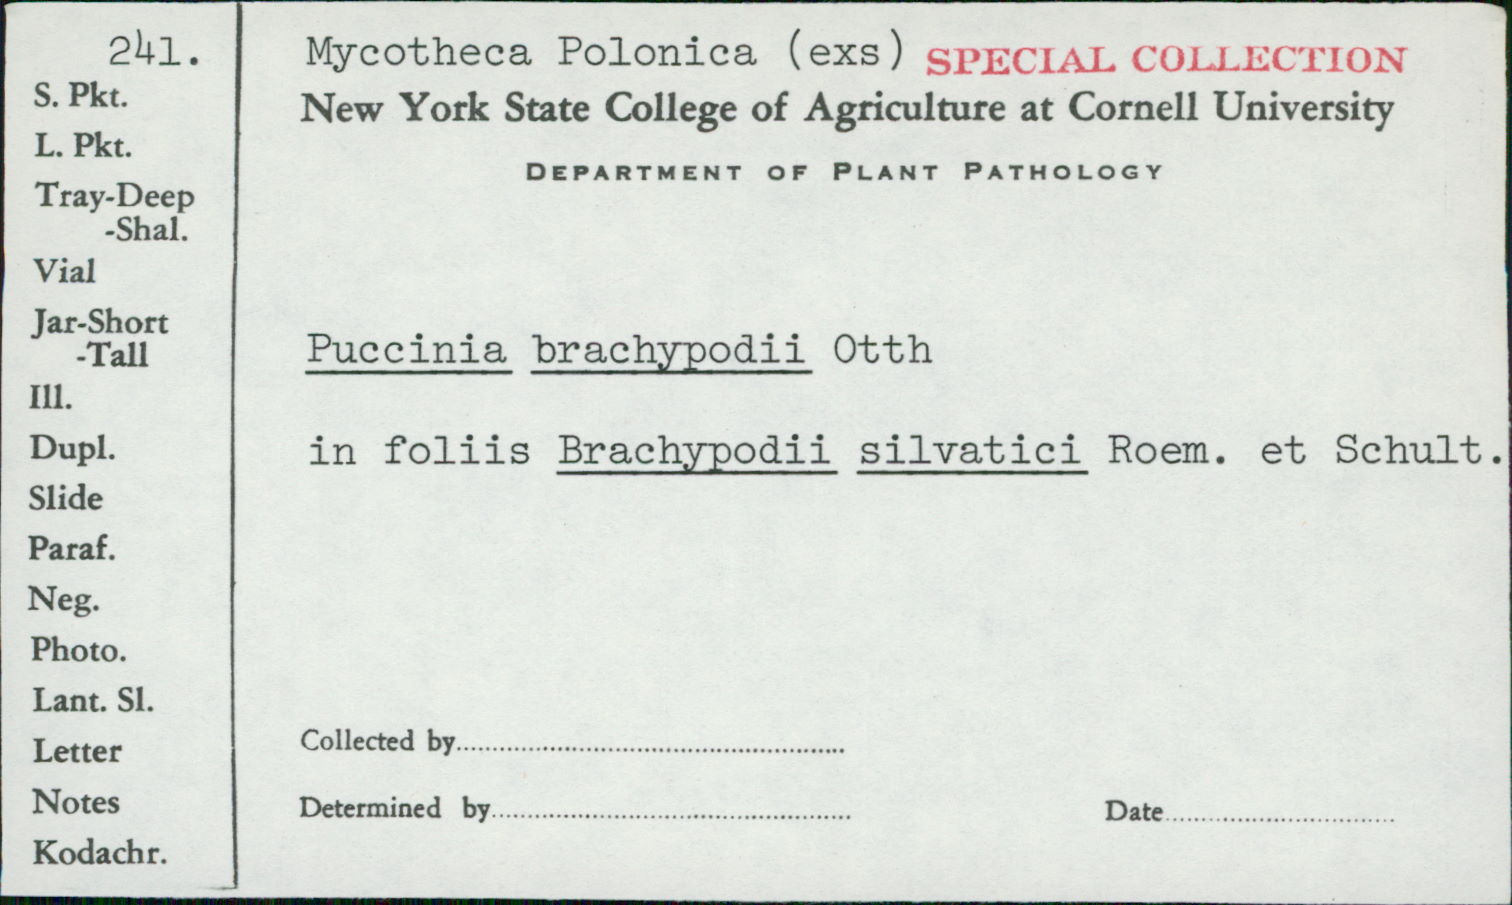 241.
S. Pkt.
L. Pkt.
Tray-Deep
-Shal.
Vial
Jar-Short
-Tall
Ill.
Dupl.
Slide
Paraf.
Neg.
Photo.
Lant. Sl.
Letter
Notes
Kodachr.
Mycotheca Polonica (exs) SPECIAL COLLECTION
New York State College of Agriculture at Cornell University
DEPARTMENT OF PLANT PATHOLOGY
Puccinia brachypodii Otth
in foliis Brachypodii silvatici Roem. et Schult.
Collected by
Determined by
Date